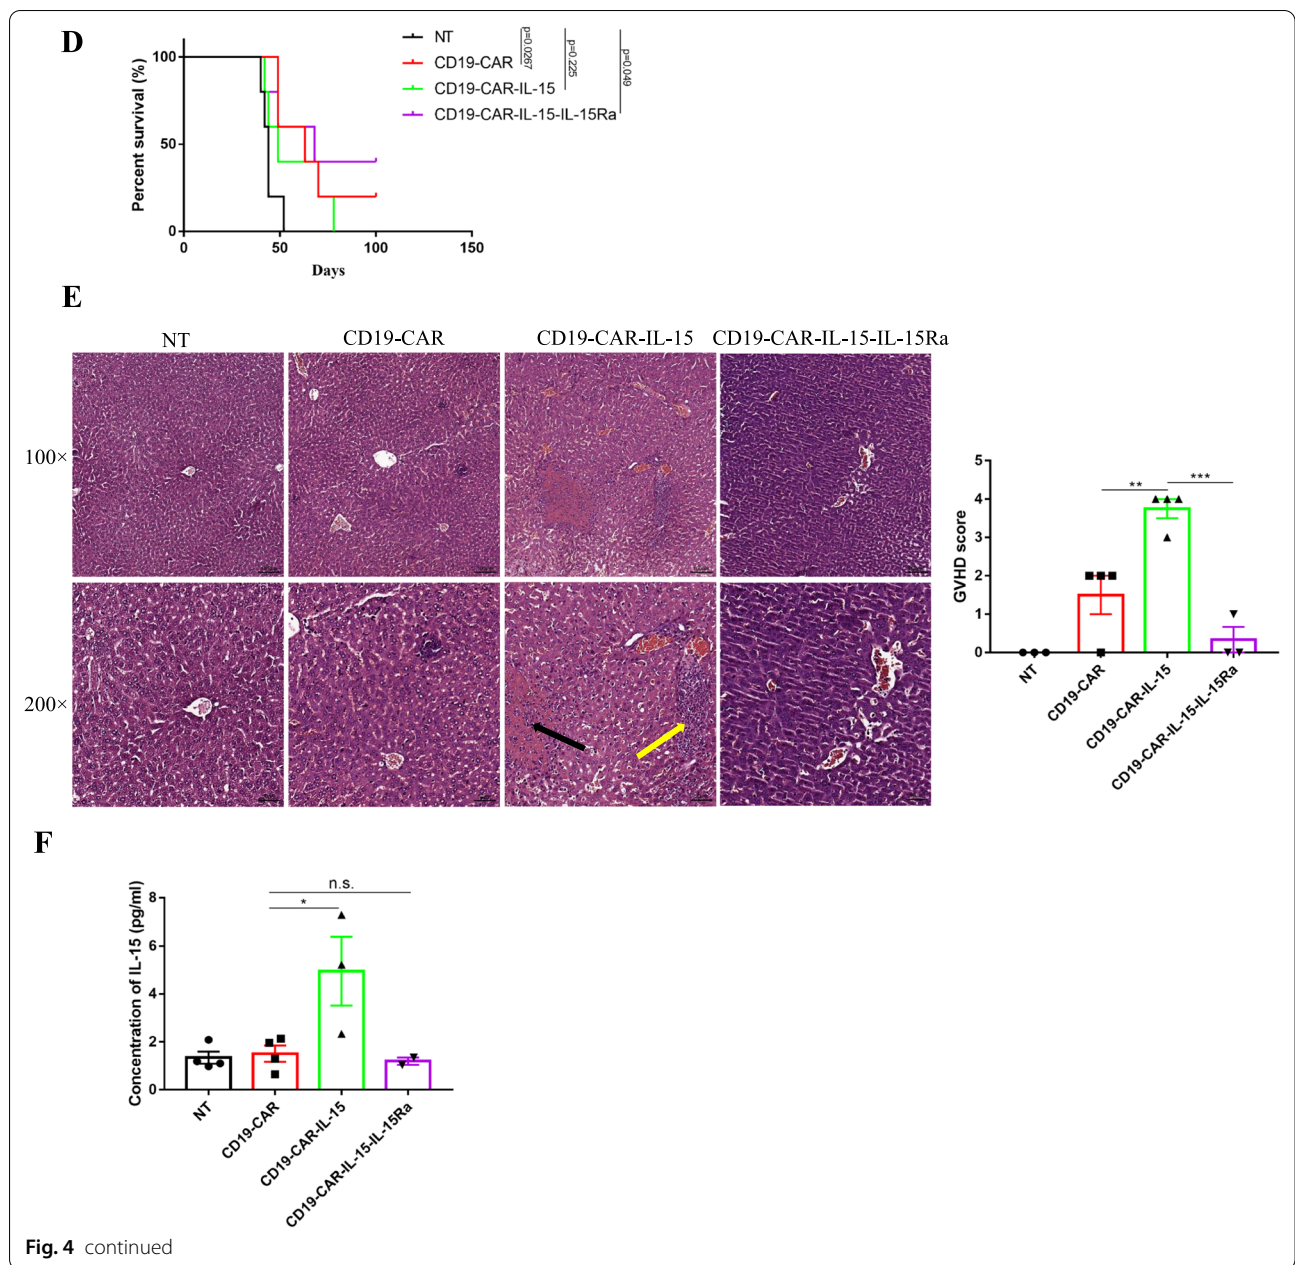 D
Percent survival (%)
100
50
0
0
50
100
150
Days
NT
CD19-CAR
CD19-CAR-IL-15
CD19-CAR-IL-15-IL-15Ra
p=0.0267
p=0.225
p=0.049
E
NT
CD19-CAR
CD19-CAR-IL-15
CD19-CAR-IL-15-IL-15Ra
100×
200×
GVHD score
5
4
3
2
1
0
**
***
NT
CD19-CAR
CD19-CAR-IL-15
CD19-CAR-IL-15-IL-15Ra
F
Concentration of IL-15 (pg/ml)
8
6
4
2
0
n.s.
*
NT
CD19-CAR
CD19-CAR-IL-15
CD19-CAR-IL-15-IL-15Ra
Fig. 4 continued